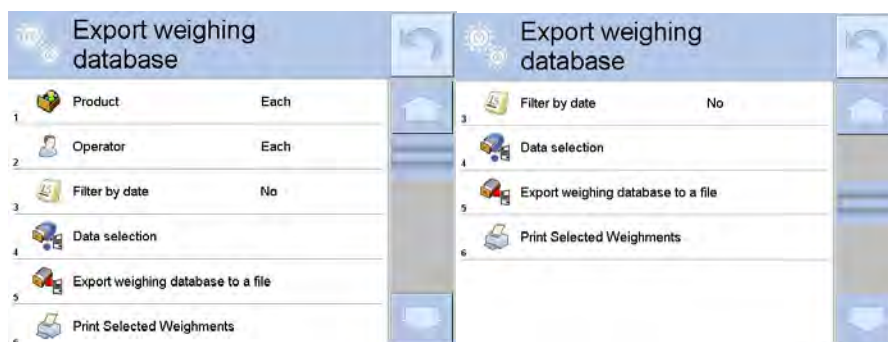 Export weighing
database
1 Product Each
2 Operator Each
3 Filter by date No
4 Data selection
5 Export weighing database to a file
6 Print Selected Weighments
Export weighing
database
3 Filter by date No
4 Data selection
5 Export weighing database to a file
6 Print Selected Weighments